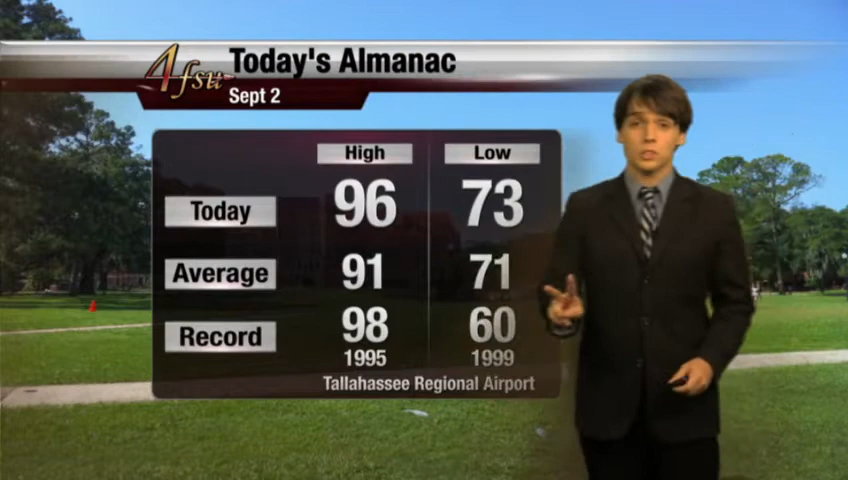 4fsu
Today's Almanac
Sept 2
High Low
Today 96 73
Average 91 71
Record 98 60
1995 1999
Tallahassee Regional Airport